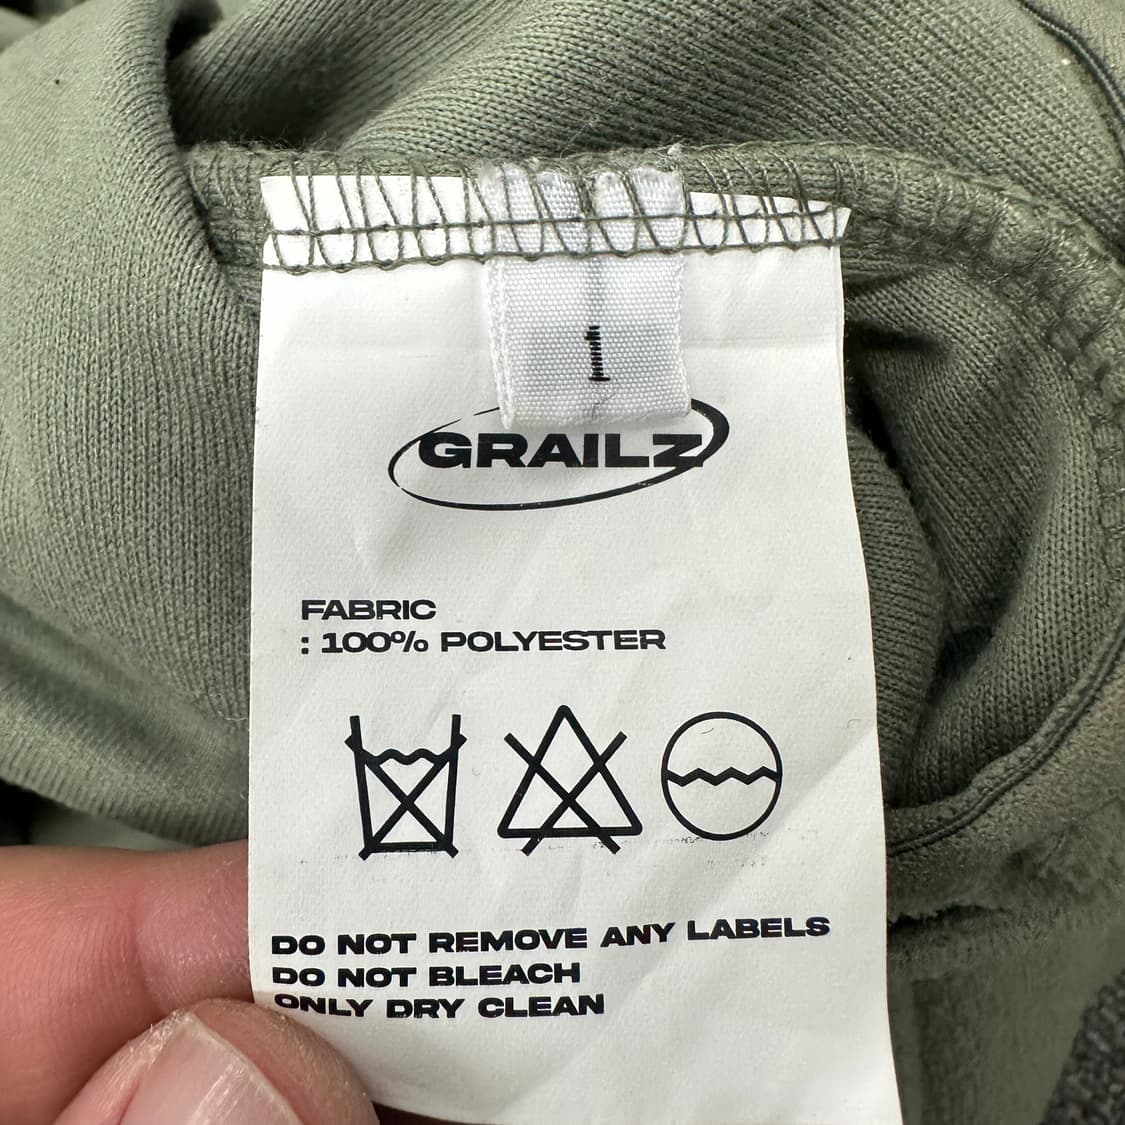 1
GRAILZ
FABRIC
: 100% POLYESTER
DO NOT REMOVE ANY LABELS
DO NOT BLEACH
ONLY DRY CLEAN